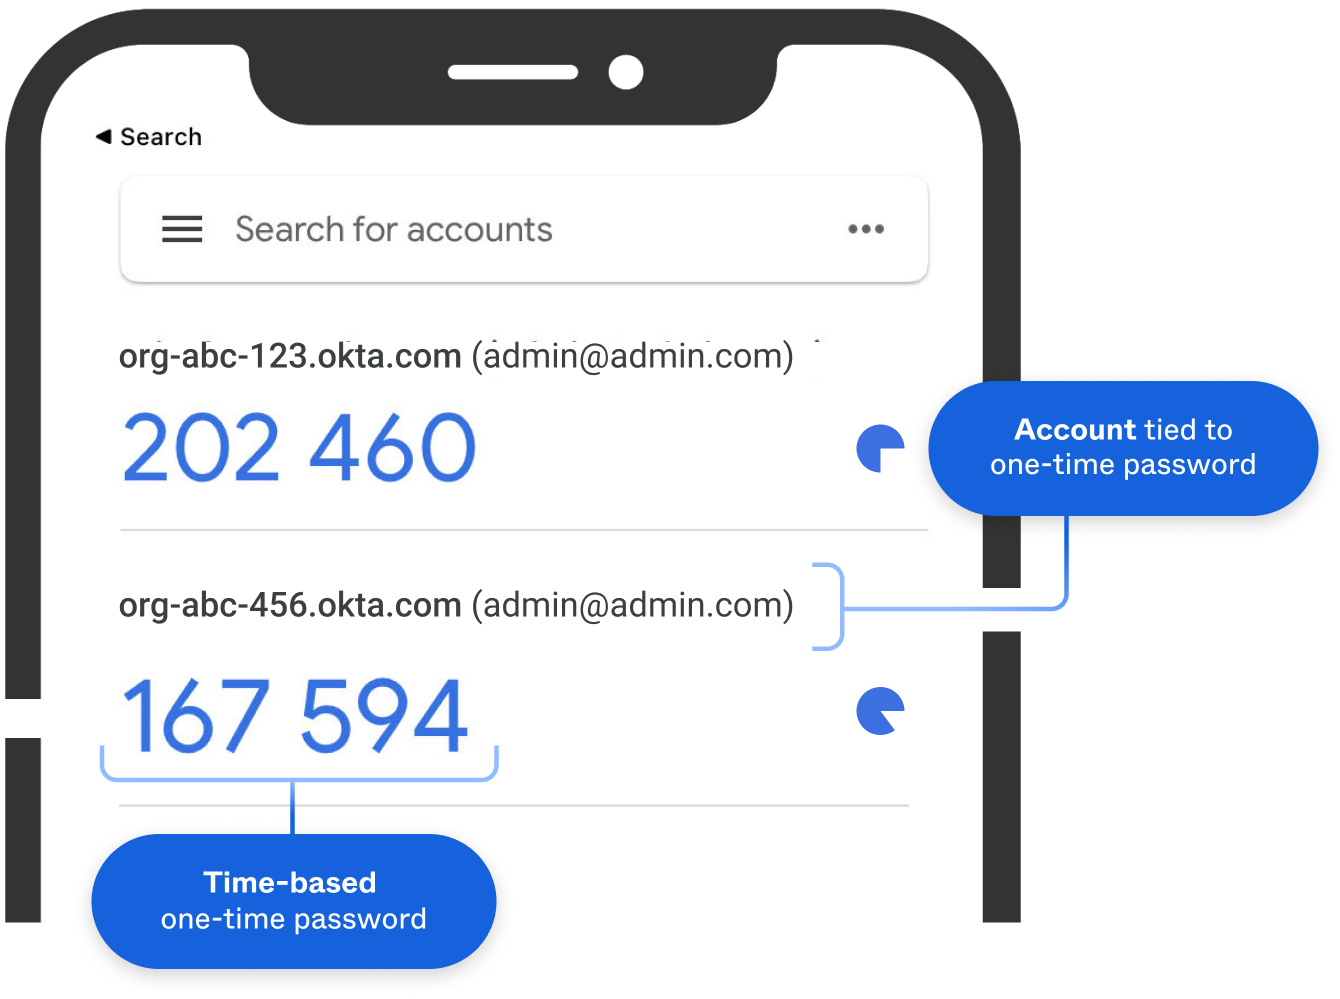 Search
Search for accounts
org-abc-123.okta.com (admin@admin.com)
202 460
Account tied to
one-time password
org-abc-456.okta.com (admin@admin.com)
167 594
Time-based
one-time password